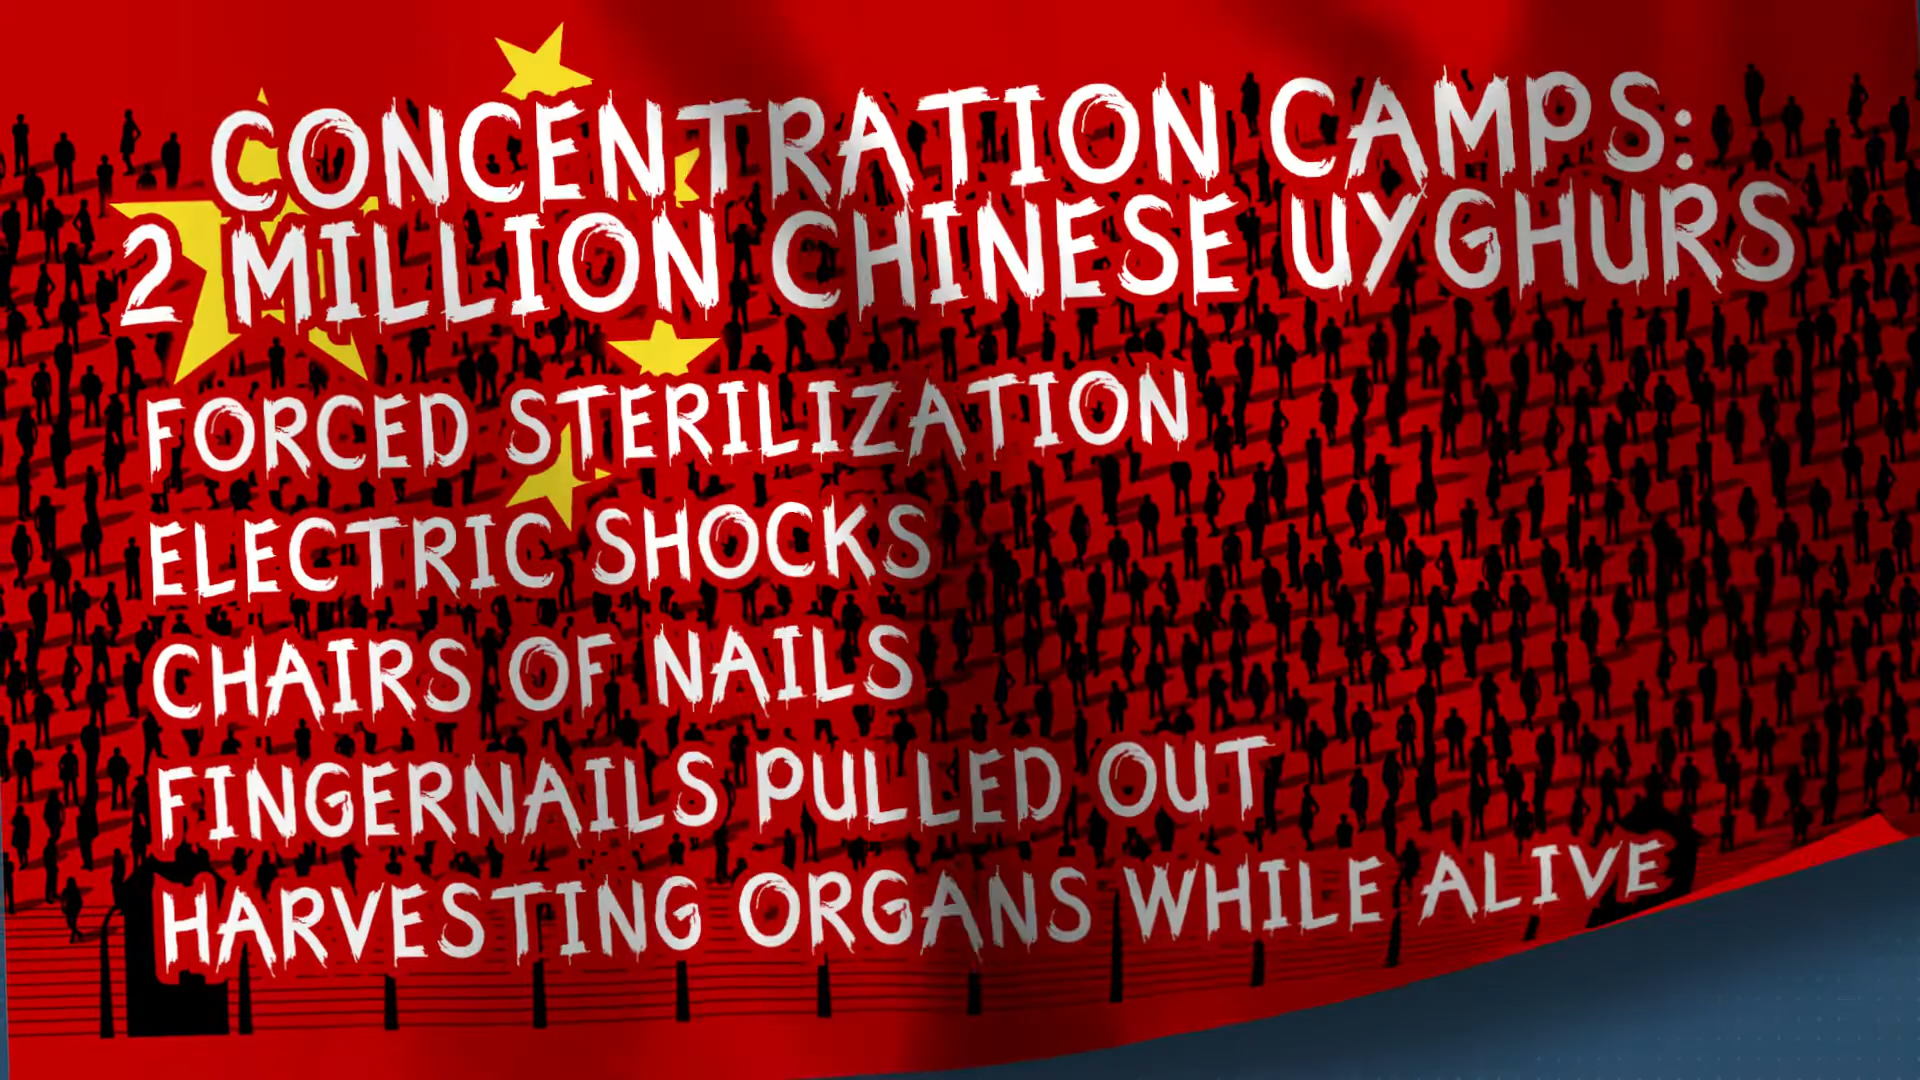 CONCENTRATION CAMPS:
2 MILLION CHINESE UYGHURS
FORCED STERILIZATION
ELECTRIC SHOCKS
CHAIRS OF NAILS
FINGERNAILS PULLED OUT
HARVESTING ORGANS WHILE ALIVE